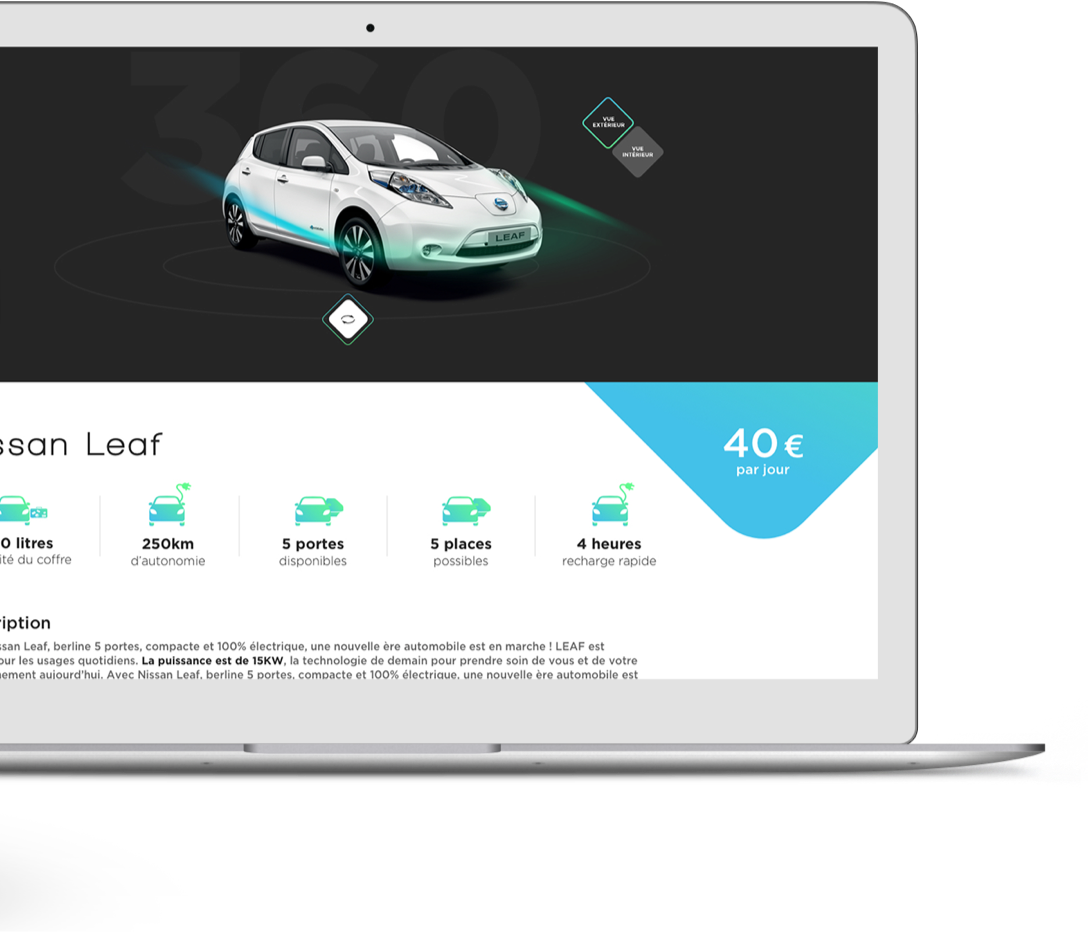 360
VUE
EXTÉRIEUR
VUE
INTÉRIEUR
LEAF
40 €
par jour
ssan Leaf
0 litres
ité du coffre
250km
d'autonomie
5 portes
disponibles
5 places
possibles
4 heures
recharge rapide
ription
ssan Leaf, berline 5 portes, compacte et 100% électrique, une nouvelle ère automobile est en marche ! LEAF est
our les usages quotidiens. La puissance est de 15KW, la technologie de demain pour prendre soin de vous et de votre
nement aujourd'hui. Avec Nissan Leaf, berline 5 portes, compacte et 100% électrique, une nouvelle ère automobile est